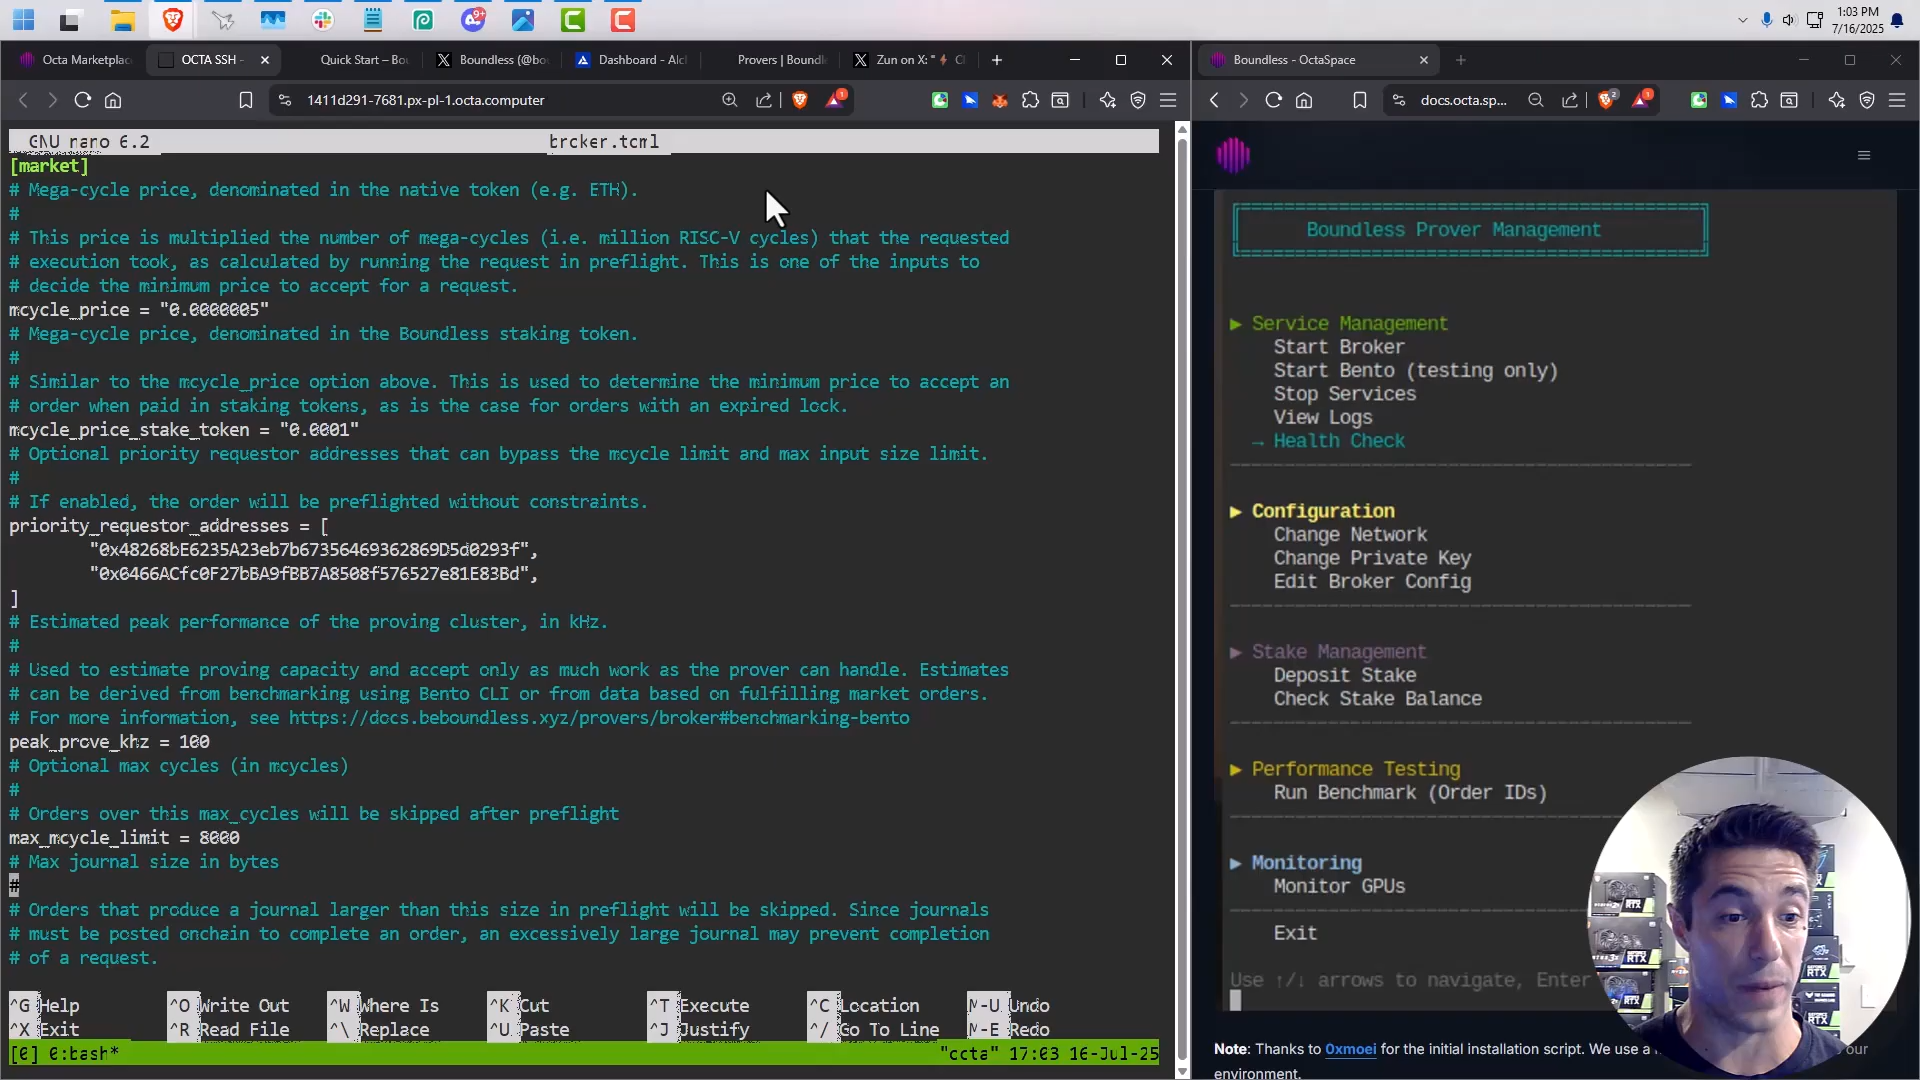 1:03 PM
7/16/2025
Octa Marketplac
OCTA SSH -
Quick Start – Bou
Boundless (@bo
Dashboard - Alc
Provers | Boundl
Zun on X: "
Boundless - OctaSpace
1411d291-7681.px-pl-1.octa.computer
docs.octa.sp...
GNU nano 6.2
broker.toml
[market]
# Mega-cycle price, denominated in the native token (e.g. ETH).
#
# This price is multiplied the number of mega-cycles (i.e. million RISC-V cycles) that the requested
# execution took, as calculated by running the request in preflight. This is one of the inputs to
# decide the minimum price to accept for a request.
mcycle_price = "0.0000005"
# Mega-cycle price, denominated in the Boundless staking token.
#
# Similar to the mcycle_price option above. This is used to determine the minimum price to accept an
# order when paid in staking tokens, as is the case for orders with an expired lock.
mcycle_price_stake_token = "0.0001"
# Optional priority requestor addresses that can bypass the mcycle limit and max input size limit.
#
# If enabled, the order will be preflighted without constraints.
priority_requestor_addresses = [
"0x48268bE6235A23eb7b67356469362869D5d0293f",
"0x0466ACfc0F27bBA9fBB7A8508f576527e81E83Bd",
]
# Estimated peak performance of the proving cluster, in kHz.
#
# Used to estimate proving capacity and accept only as much work as the prover can handle. Estimates
# can be derived from benchmarking using Bento CLI or from data based on fulfilling market orders.
# For more information, see https://docs.beboundless.xyz/provers/broker#benchmarking-bento
peak_prove_khz = 100
# Optional max cycles (in mcycles)
#
# Orders over this max_cycles will be skipped after preflight
max_mcycle_limit = 8000
# Max journal size in bytes
#
# Orders that produce a journal larger than this size in preflight will be skipped. Since journals
# must be posted onchain to complete an order, an excessively large journal may prevent completion
# of a request.
^G Help ^O Write Out ^W Where Is ^K Cut ^T Execute ^C Location M-U Undo
^X Exit ^R Read File ^\ Replace ^U Paste ^J Justify ^/ Go To Line M-E Redo
[0] 0:bash*
"octa" 17:03 16-Jul-25
Boundless Prover Management
▶ Service Management
Start Broker
Start Bento (testing only)
Stop Services
View Logs
→ Health Check
▶ Configuration
Change Network
Change Private Key
Edit Broker Config
▶ Stake Management
Deposit Stake
Check Stake Balance
▶ Performance Testing
Run Benchmark (Order IDs)
▶ Monitoring
Monitor GPUs
Exit
Use ↑/↓ arrows to navigate, Enter
Note: Thanks to 0xmoei for the initial installation script. We use a
our
environment.